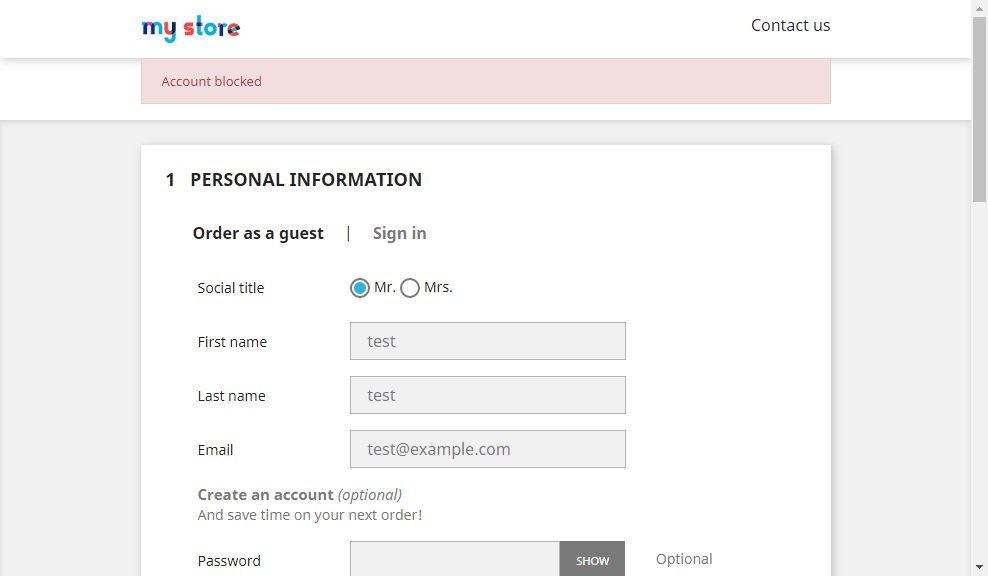 my store
Contact us
Account blocked
1 PERSONAL INFORMATION
Order as a guest | Sign in
Social title Mr. Mrs.
First name test
Last name test
Email test@example.com
Create an account (optional)
And save time on your next order!
Password SHOW Optional